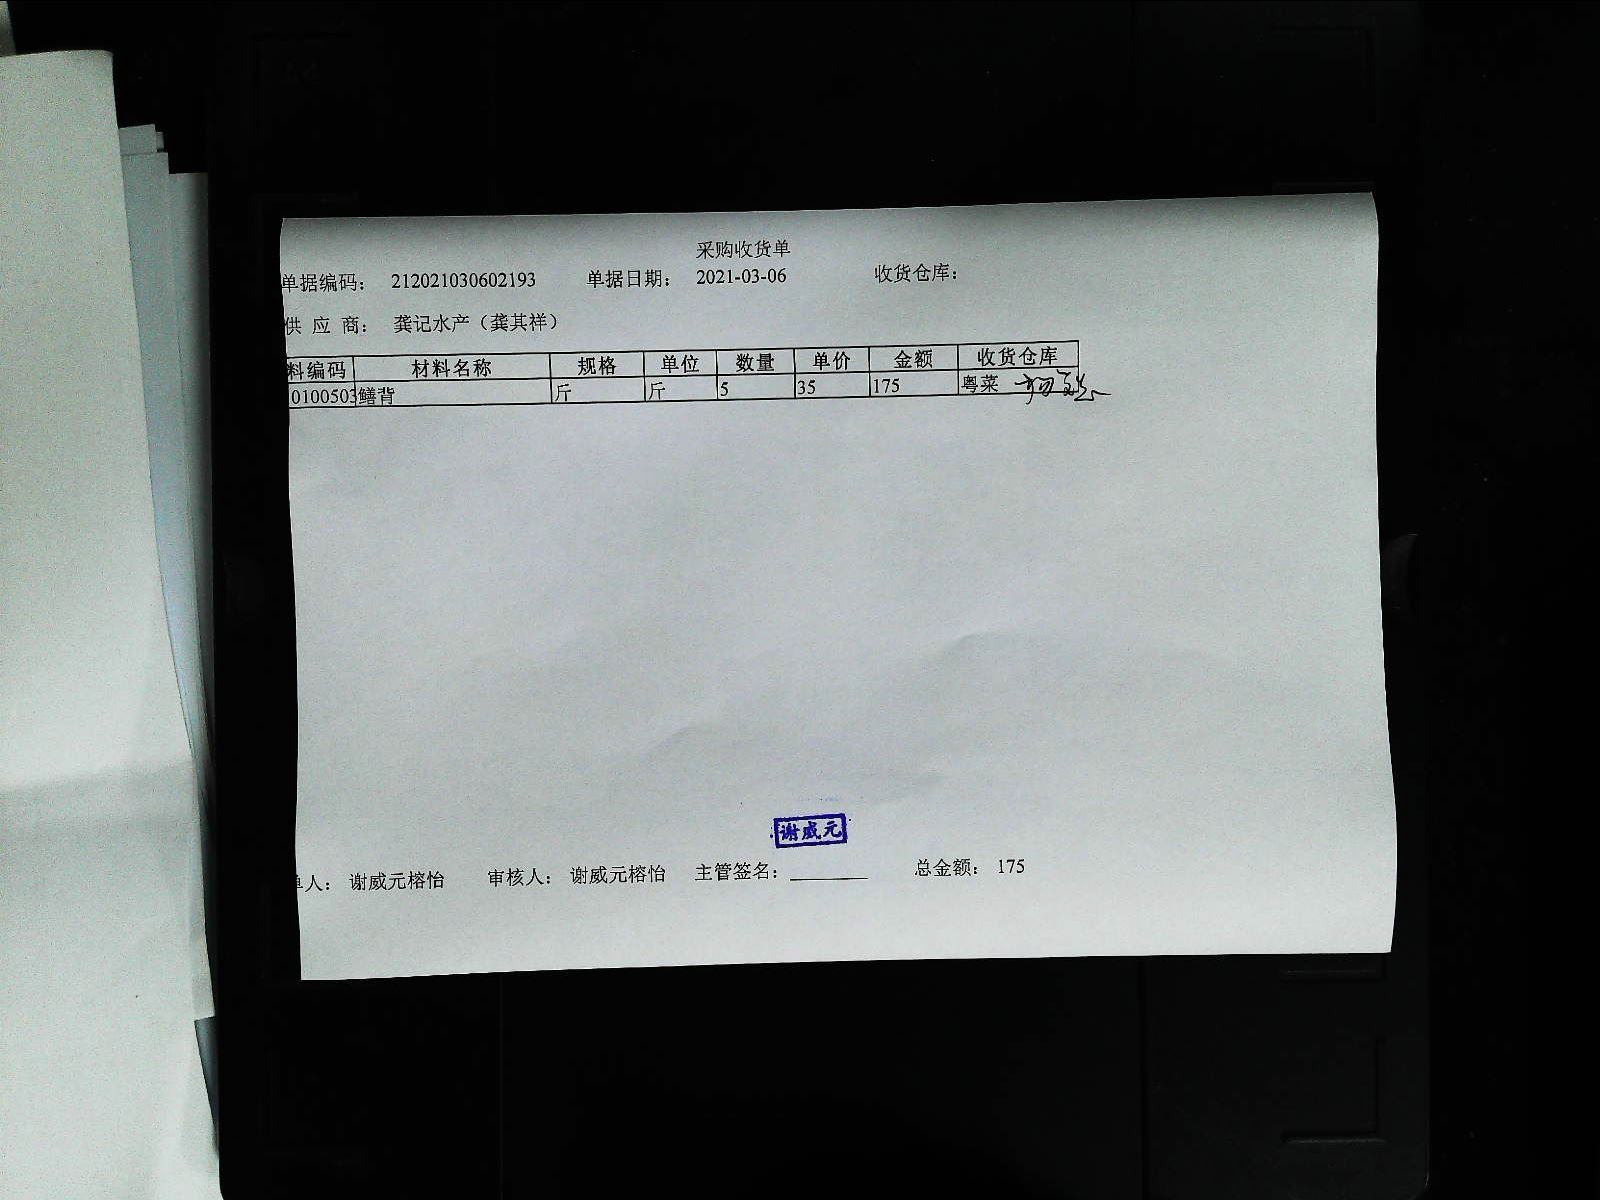 采购收货单
单据编码： 212021030602193 单据日期： 2021-03-06 收货仓库：
供 应 商： 龚记水产（龚其祥）
料编码 材料名称 规格 单位 数量 单价 金额 收货仓库
0100503 鳝背 斤 斤 5 35 175 粤菜
谢威元
单人： 谢威元榕怡 审核人： 谢威元榕怡 主管签名： 总金额： 175